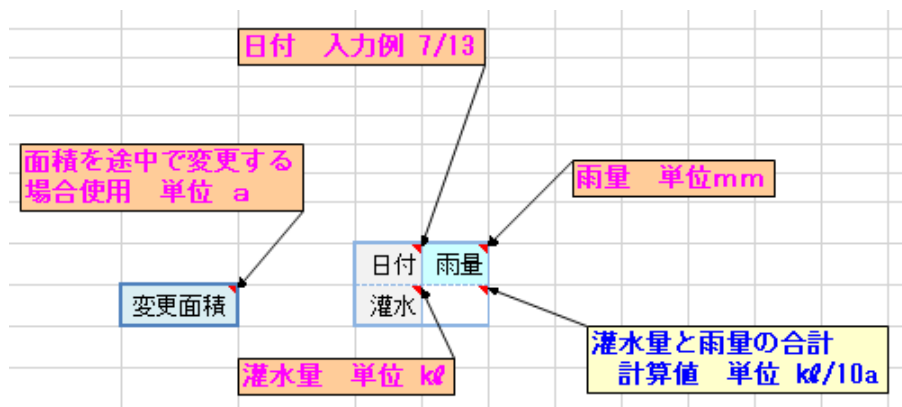 日付　入力例 7/13
面積を途中で変更する
場合使用　単位 a
雨量　単位mm
日付
雨量
変更面積
灌水
灌水量と雨量の合計
計算値　単位 kℓ/10a
灌水量　単位 kℓ